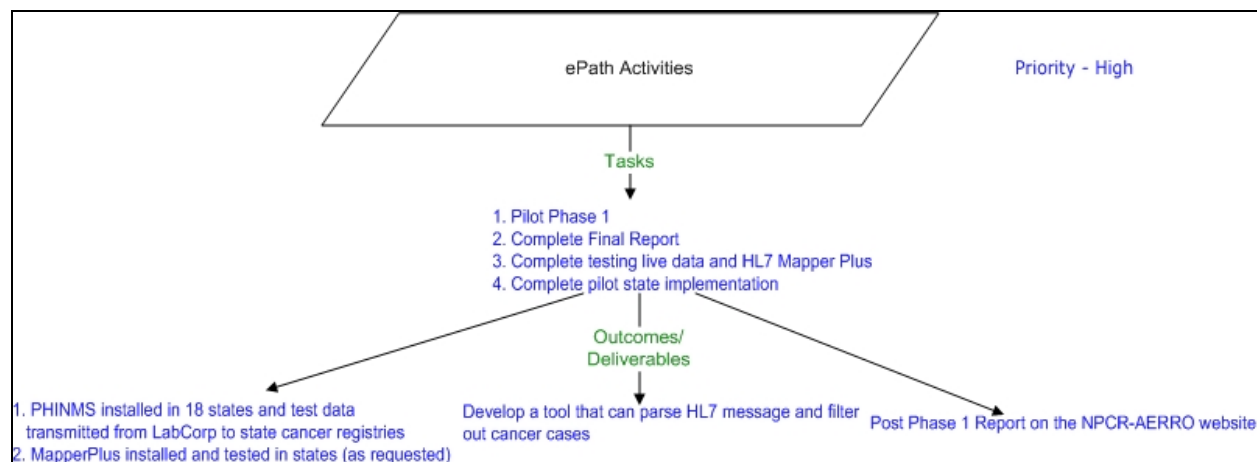 ePath Activities
Priority - High
Tasks
1. Pilot Phase 1
2. Complete Final Report
3. Complete testing live data and HL7 Mapper Plus
4. Complete pilot state implementation
Outcomes/
Deliverables
1. PHINMS installed in 18 states and test data
transmitted from LabCorp to state cancer registries
2. MapperPlus installed and tested in states (as requested)
Develop a tool that can parse HL7 message and filter
out cancer cases
Post Phase 1 Report on the NPCR-AERRO website